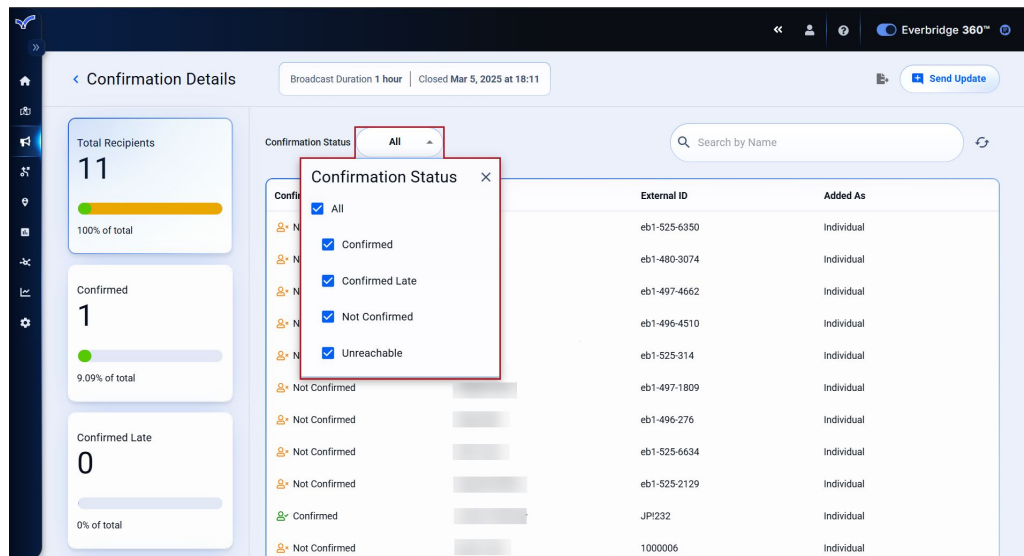 Everbridge 360™
Confirmation Details
Broadcast Duration 1 hour | Closed Mar 5, 2025 at 18:11
Send Update
Total Recipients
11
100% of total
Confirmed
1
9.09% of total
Confirmed Late
0
0% of total
Confirmation Status All
Search by Name
Confirmation Status
All
Confirmed
Confirmed Late
Not Confirmed
Unreachable
Confi External ID Added As
N eb1-525-6350 Individual
N eb1-480-3074 Individual
N eb1-497-4662 Individual
N eb1-496-4510 Individual
N eb1-525-314 Individual
Not Confirmed eb1-497-1809 Individual
Not Confirmed eb1-496-276 Individual
Not Confirmed eb1-525-6634 Individual
Not Confirmed eb1-525-2129 Individual
Confirmed JP!232 Individual
Not Confirmed 1000006 Individual